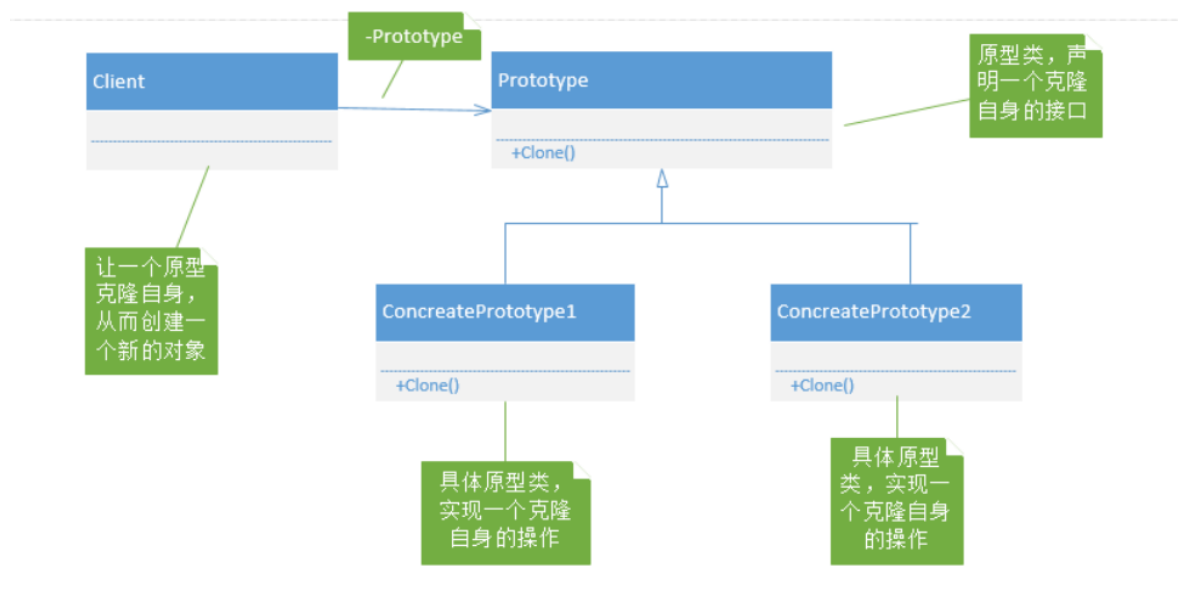 -Prototype
Client
Prototype
原型类，声
明一个克隆
自身的接口
+Clone()
让一个原型
克隆自身，
从而创建一
个新的对象
ConcreatePrototype1
ConcreatePrototype2
+Clone()
+Clone()
具体原型类，
实现一个克隆
自身的操作
具体原型
类，实现一
个克隆自身
的操作